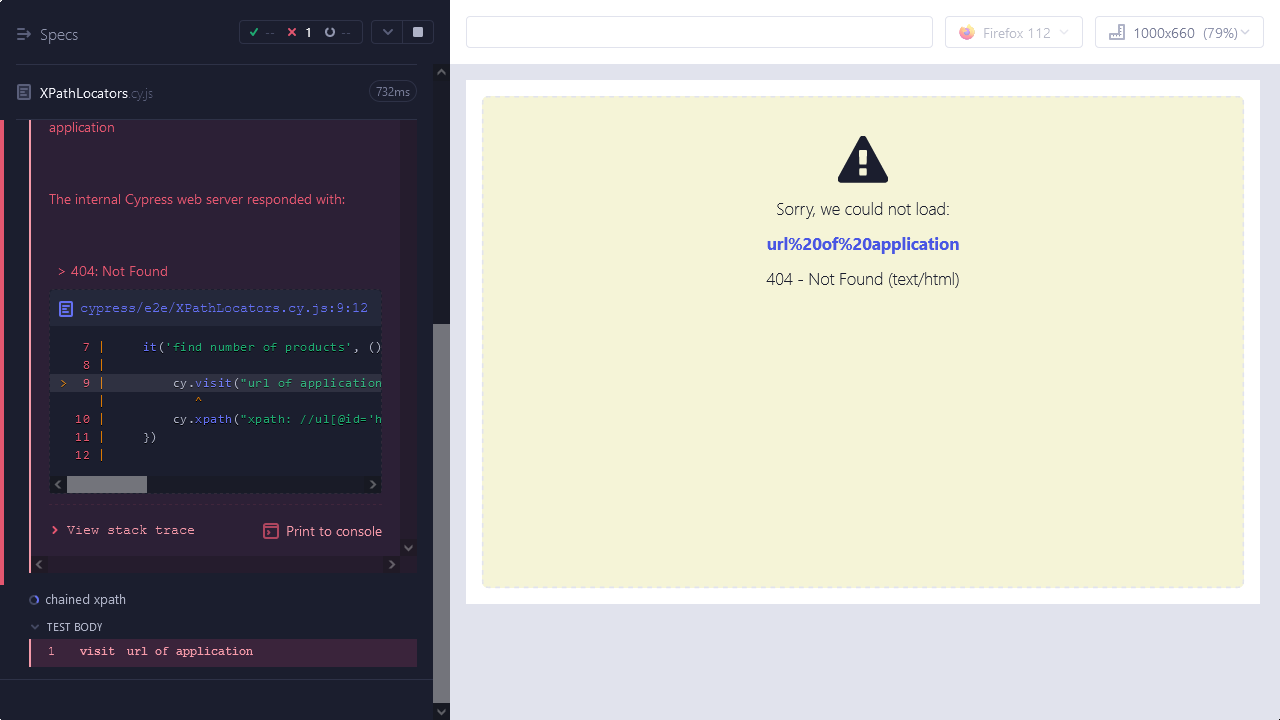 Specs
--
1
--
Firefox 112
1000x660 (79%)
XPathLocators.cy.js
732ms
application
The internal Cypress web server responded with:
> 404: Not Found
cypress/e2e/XPathLocators.cy.js:9:12
7 | it('find number of products', ()
8 |
> 9 | cy.visit("url of application
| ^
10 | cy.xpath("xpath: //ul[@id='h
11 | })
12 |
View stack trace
Print to console
chained xpath
TEST BODY
1 visit url of application
Sorry, we could not load:
url%20of%20application
404 - Not Found (text/html)